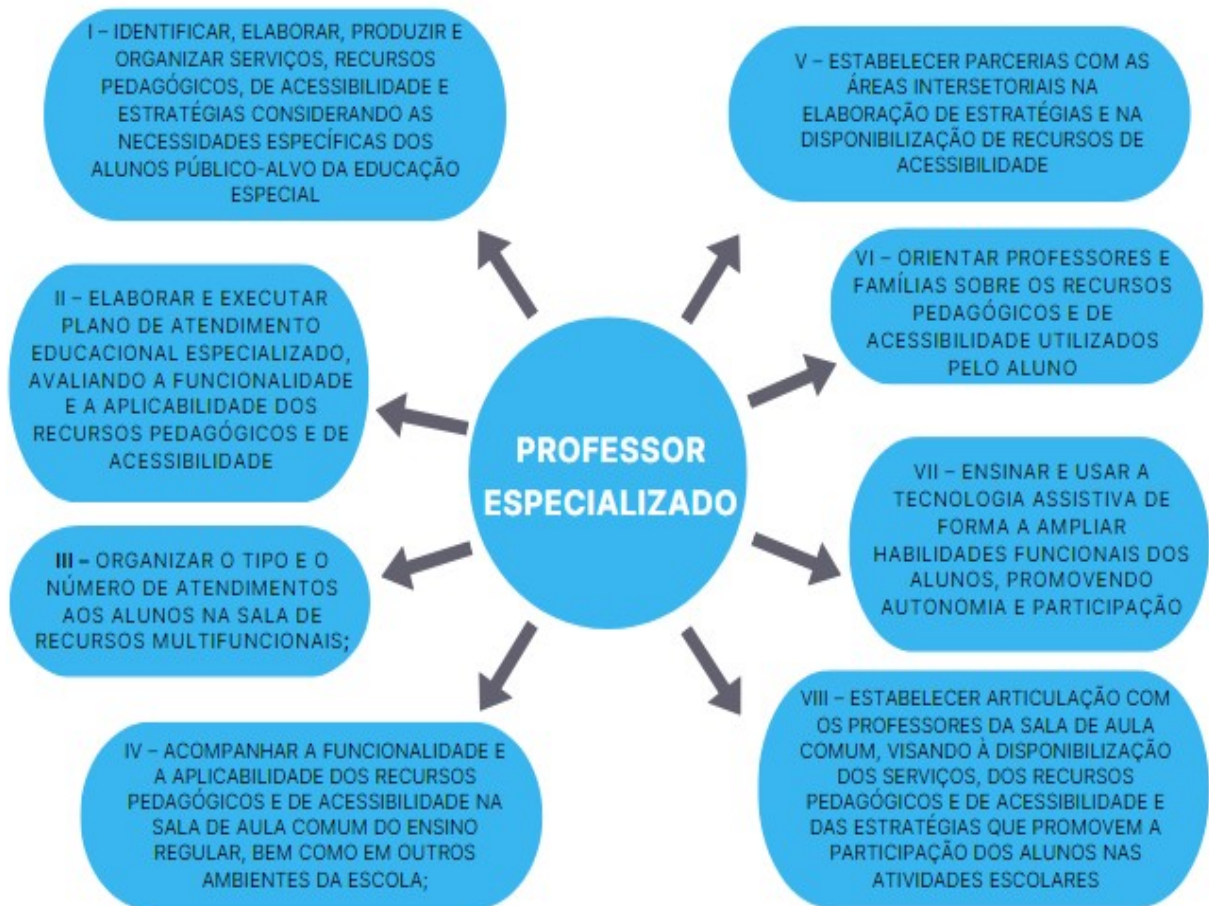 I – IDENTIFICAR, ELABORAR, PRODUZIR E
ORGANIZAR SERVIÇOS, RECURSOS
PEDAGÓGICOS, DE ACESSIBILIDADE E
ESTRATÉGIAS CONSIDERANDO AS
NECESSIDADES ESPECÍFICAS DOS
ALUNOS PÚBLICO-ALVO DA EDUCAÇÃO
ESPECIAL
II – ELABORAR E EXECUTAR
PLANO DE ATENDIMENTO
EDUCACIONAL ESPECIALIZADO,
AVALIANDO A FUNCIONALIDADE
E A APLICABILIDADE DOS
RECURSOS PEDAGÓGICOS E DE
ACESSIBILIDADE
III – ORGANIZAR O TIPO E O
NÚMERO DE ATENDIMENTOS
AOS ALUNOS NA SALA DE
RECURSOS MULTIFUNCIONAIS;
IV – ACOMPANHAR A FUNCIONALIDADE E
A APLICABILIDADE DOS RECURSOS
PEDAGÓGICOS E DE ACESSIBILIDADE NA
SALA DE AULA COMUM DO ENSINO
REGULAR, BEM COMO EM OUTROS
AMBIENTES DA ESCOLA;
PROFESSOR
ESPECIALIZADO
V – ESTABELECER PARCERIAS COM AS
ÁREAS INTERSETORIAIS NA
ELABORAÇÃO DE ESTRATÉGIAS E NA
DISPONIBILIZAÇÃO DE RECURSOS DE
ACESSIBILIDADE
VI – ORIENTAR PROFESSORES E
FAMÍLIAS SOBRE OS RECURSOS
PEDAGÓGICOS E DE
ACESSIBILIDADE UTILIZADOS
PELO ALUNO
VII – ENSINAR E USAR A
TECNOLOGIA ASSISTIVA DE
FORMA A AMPLIAR
HABILIDADES FUNCIONAIS DOS
ALUNOS, PROMOVENDO
AUTONOMIA E PARTICIPAÇÃO
VIII – ESTABELECER ARTICULAÇÃO COM
OS PROFESSORES DA SALA DE AULA
COMUM, VISANDO À DISPONIBILIZAÇÃO
DOS SERVIÇOS, DOS RECURSOS
PEDAGÓGICOS E DE ACESSIBILIDADE E
DAS ESTRATÉGIAS QUE PROMOVEM A
PARTICIPAÇÃO DOS ALUNOS NAS
ATIVIDADES ESCOLARES